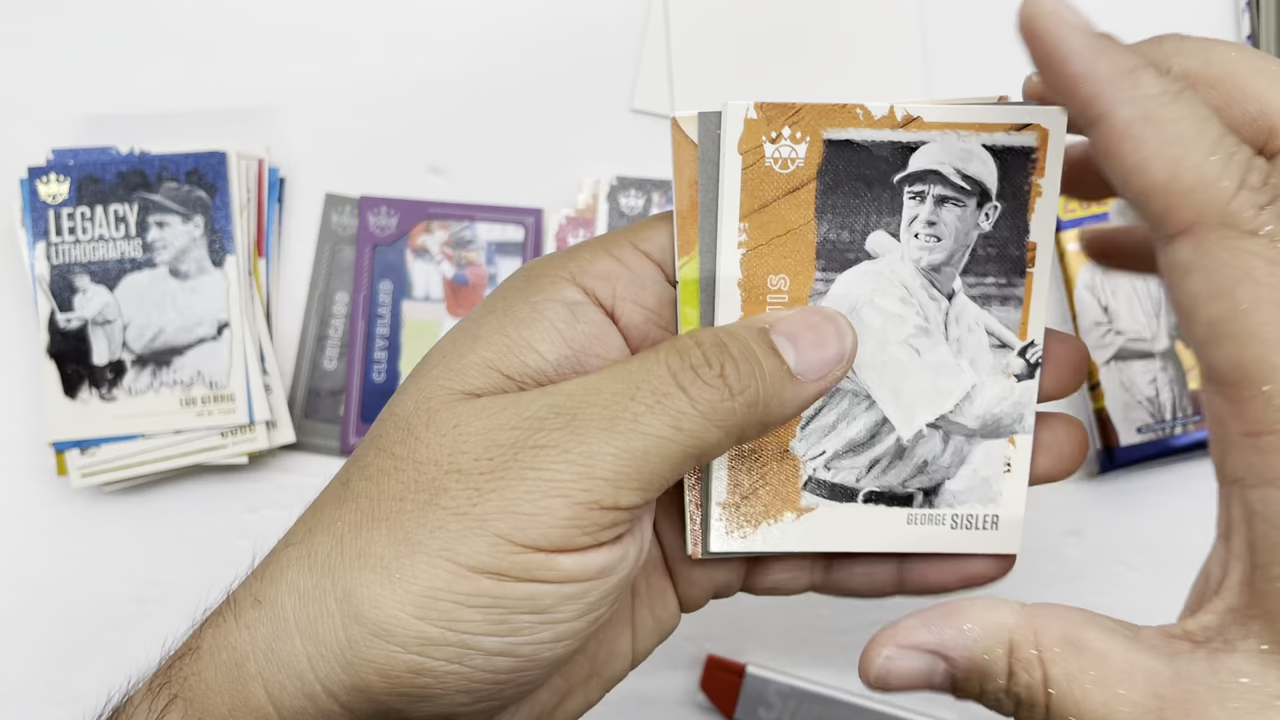 LEGACY
LITHOGRAPHS
LOU GEHRIG
CHICAGO
CLEVELAND
GEORGE SISLER